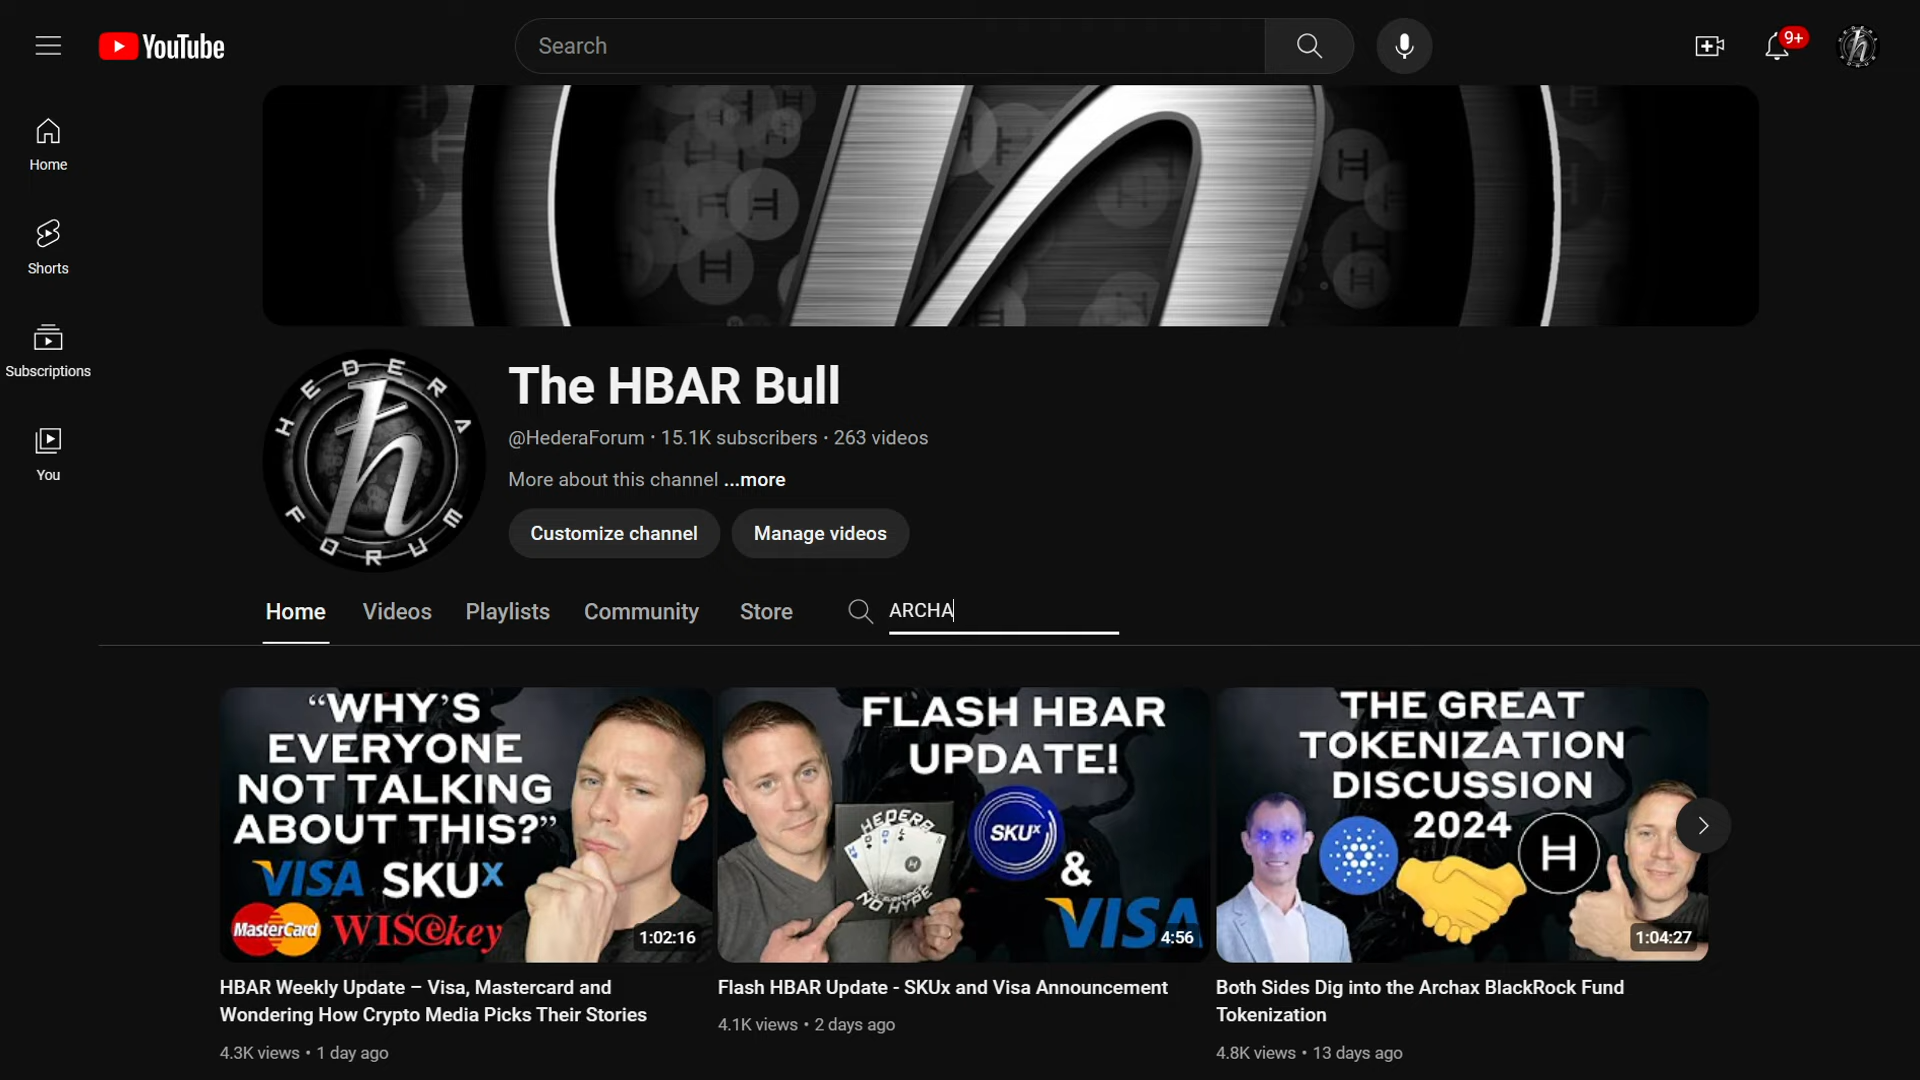 YouTube
Search
9+
Home
Shorts
Subscriptions
You
HEDERA
FORUM
The HBAR Bull
@HederaForum • 15.1K subscribers • 263 videos
More about this channel ...more
Customize channel
Manage videos
Home
Videos
Playlists
Community
Store
ARCHA
“WHY’S
EVERYONE
NOT TALKING
ABOUT THIS?”
VISA SKUx
MasterCard WISekey
1:02:16
HBAR Weekly Update – Visa, Mastercard and
Wondering How Crypto Media Picks Their Stories
4.3K views • 1 day ago
FLASH HBAR
UPDATE!
HEDERA
NO HYPE
SKUx
&
VISA
4:56
Flash HBAR Update - SKUx and Visa Announcement
4.1K views • 2 days ago
THE GREAT
TOKENIZATION
DISCUSSION
2024
1:04:27
Both Sides Dig into the Archax BlackRock Fund
Tokenization
4.8K views • 13 days ago